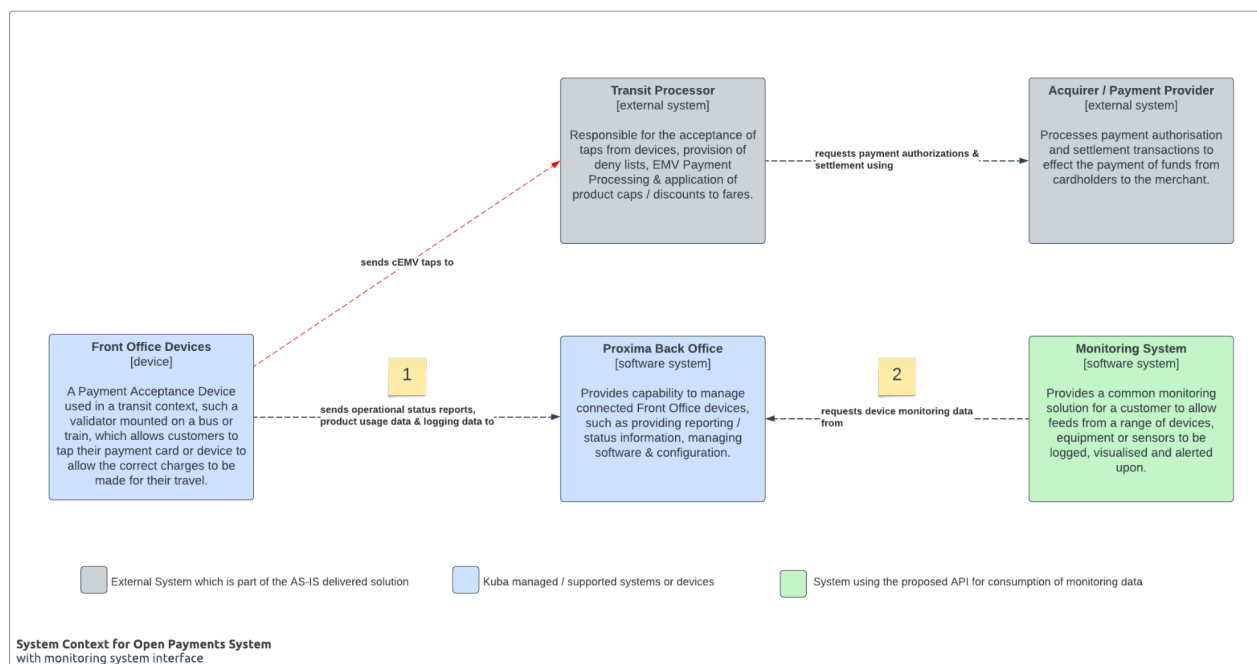 Transit Processor
[external system]
Responsible for the acceptance of
taps from devices, provision of
deny lists, EMV Payment
Processing & application of
product caps / discounts to fares.
requests payment authorizations &
settlement using
Acquirer / Payment Provider
[external system]
Processes payment authorisation
and settlement transactions to
effect the payment of funds from
cardholders to the merchant.
sends cEMV taps to
Front Office Devices
[device]
A Payment Acceptance Device
used in a transit context, such a
validator mounted on a bus or
train, which allows customers to
tap their payment card or device to
allow the correct charges to be
made for their travel.
1
sends operational status reports,
product usage data & logging data to
Proxima Back Office
[software system]
Provides capability to manage
connected Front Office devices,
such as providing reporting /
status information, managing
software & configuration.
2
requests device monitoring data
from
Monitoring System
[software system]
Provides a common monitoring
solution for a customer to allow
feeds from a range of devices,
equipment or sensors to be
logged, visualised and alerted
upon.
External System which is part of the AS-IS delivered solution
Kuba managed / supported systems or devices
System using the proposed API for consumption of monitoring data
System Context for Open Payments System
with monitoring system interface